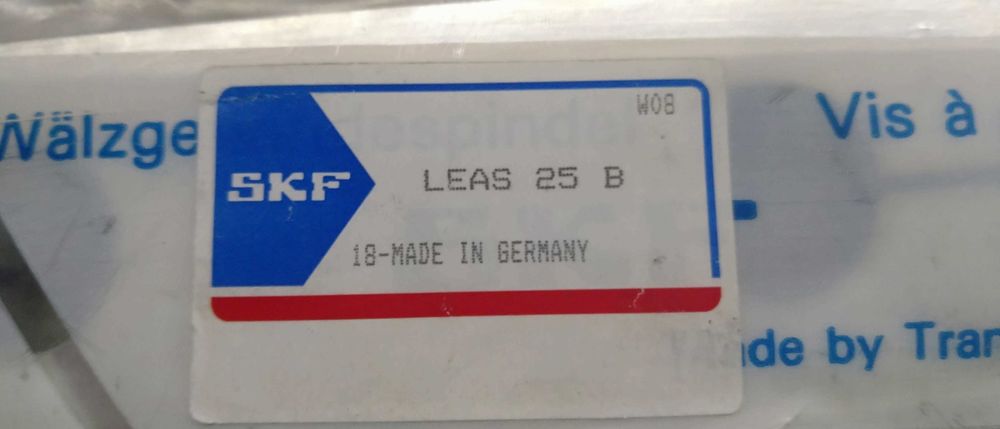 W08
Wälzge
Vis à
SKF
LEAS 25 B
18-MADE IN GERMANY
de by Tran